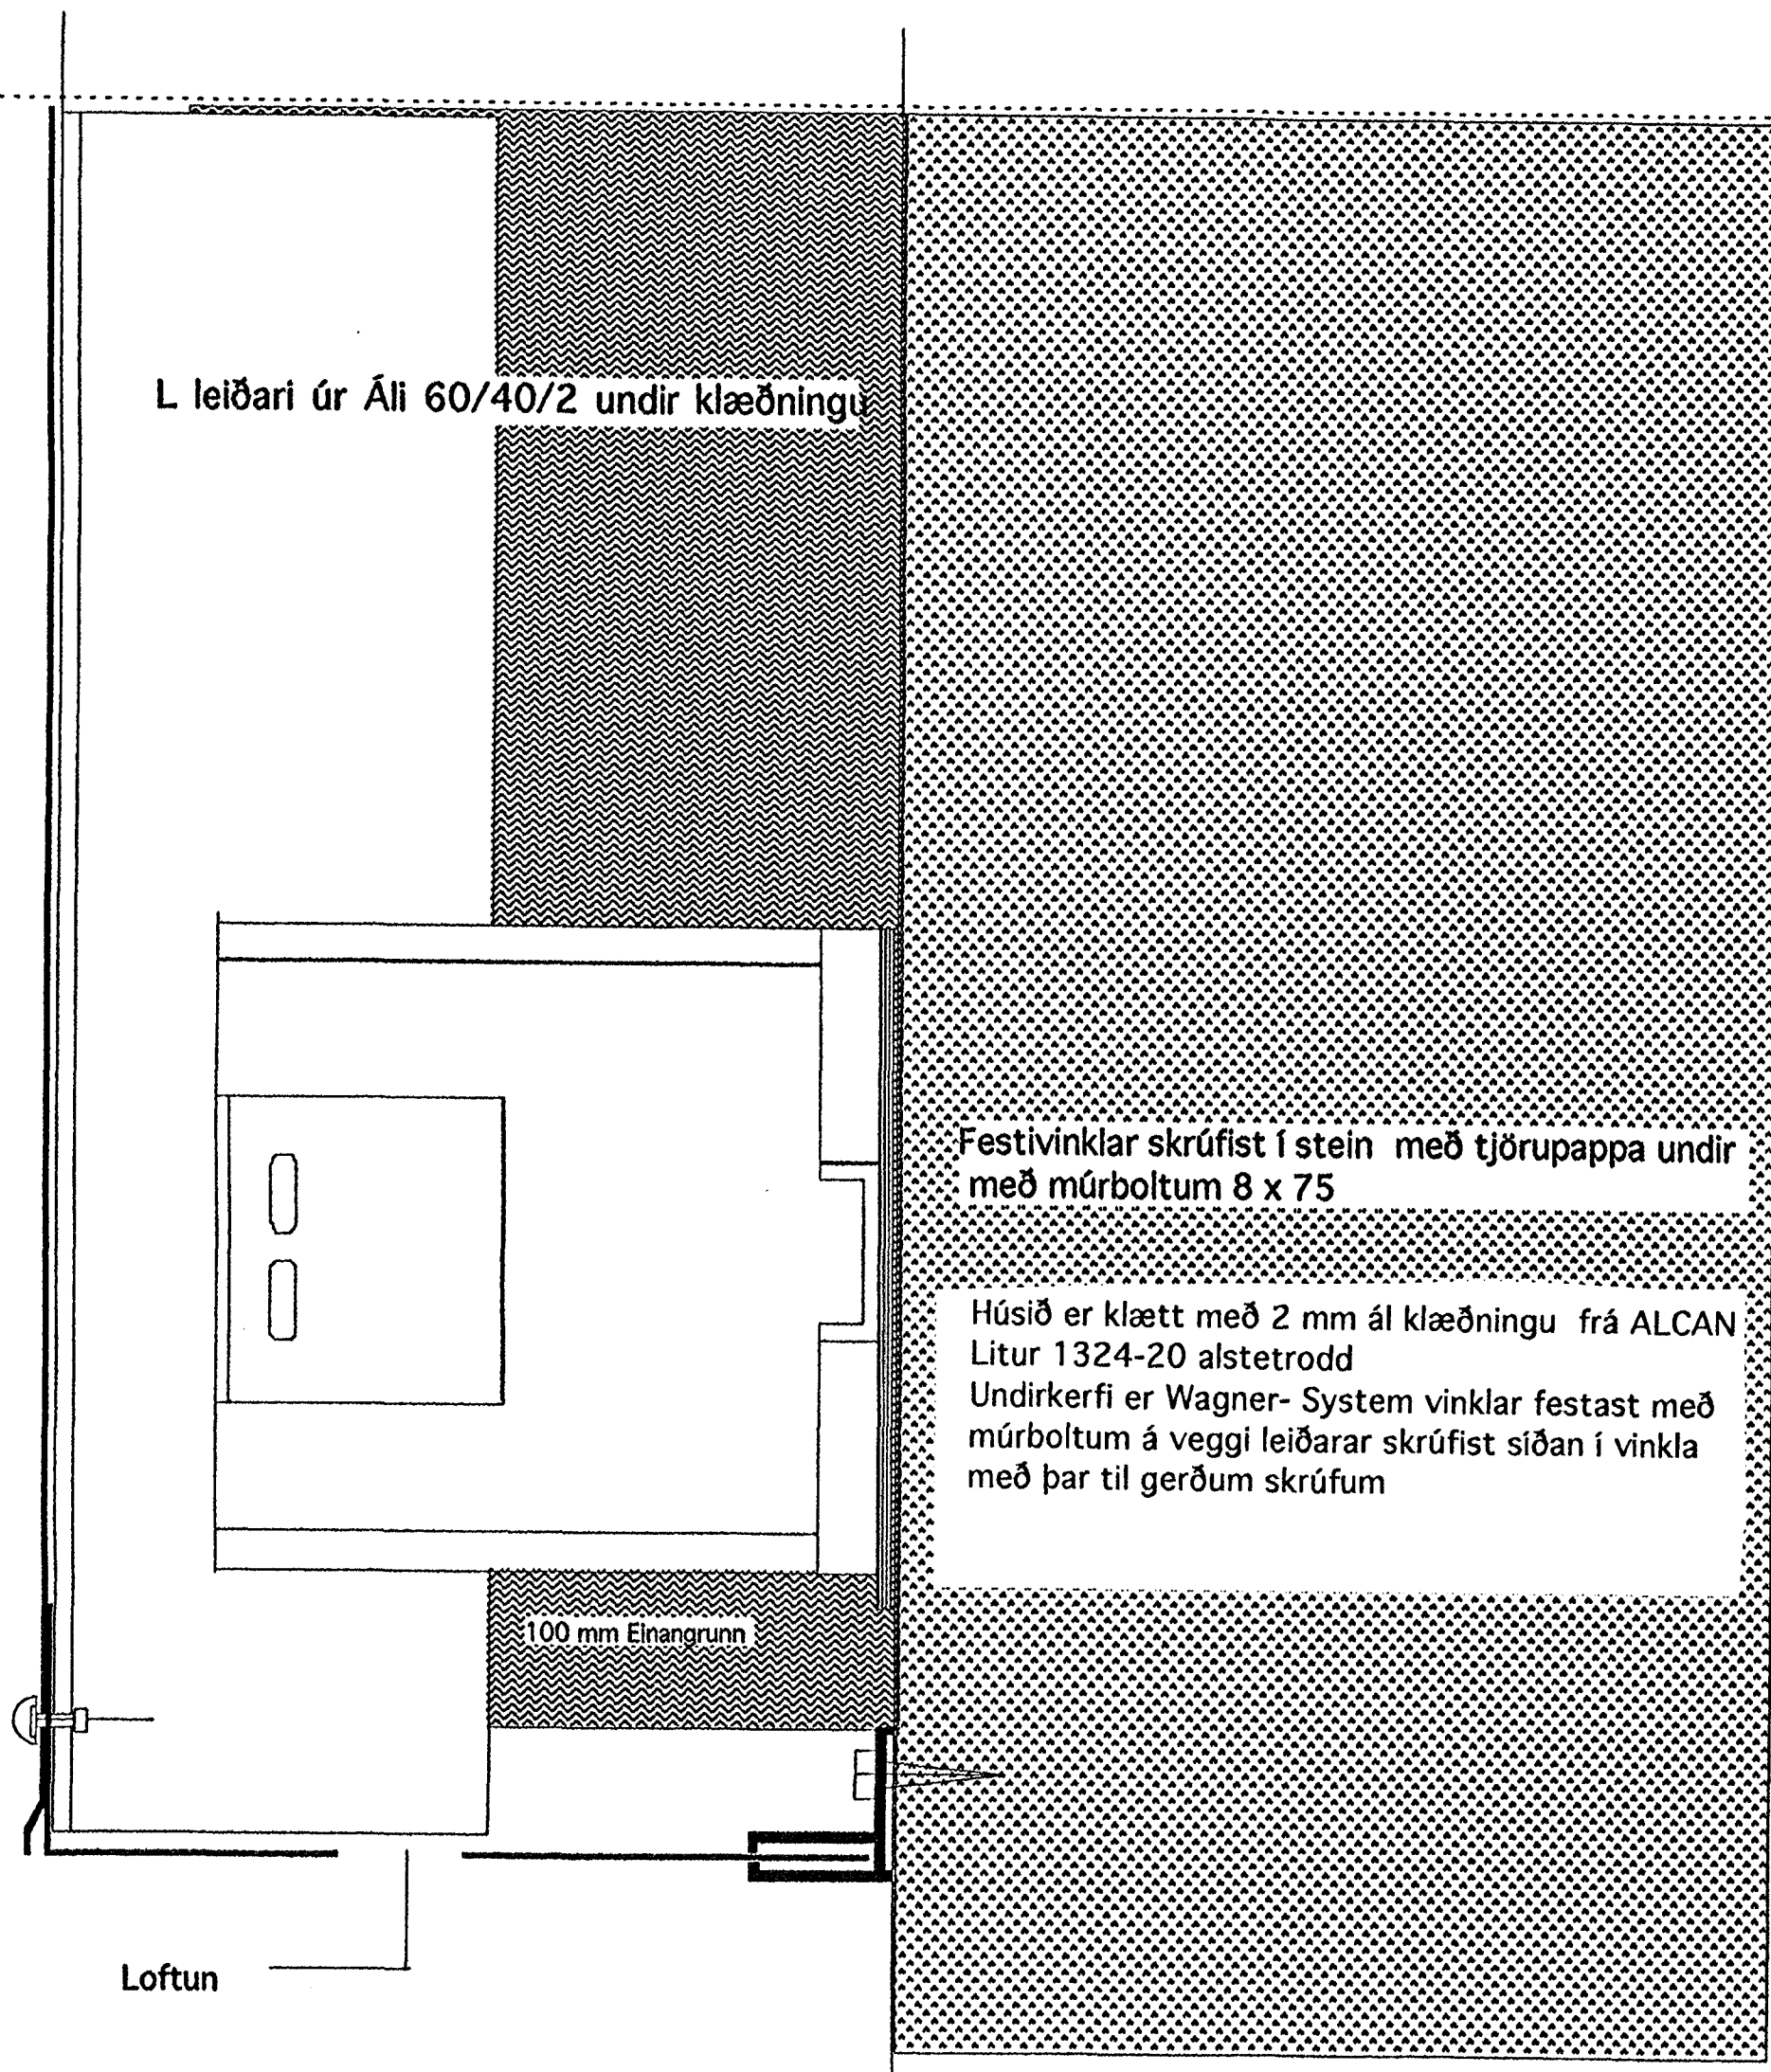 L leiðari úr Áli 60/40/2 undir klæðningu
Festivinklar skrúfist í stein með tjörupappa undir
með múrboltum 8 x 75
Húsið er klætt með 2 mm ál klæðningu frá ALCAN
Litur 1324-20 alstetrodd
Undirkerfi er Wagner- System vinklar festast með
múrboltum á veggi leiðarar skrúfist síðan í vinkla
með þar til gerðum skrúfum
100 mm Einangrunn
Loftun